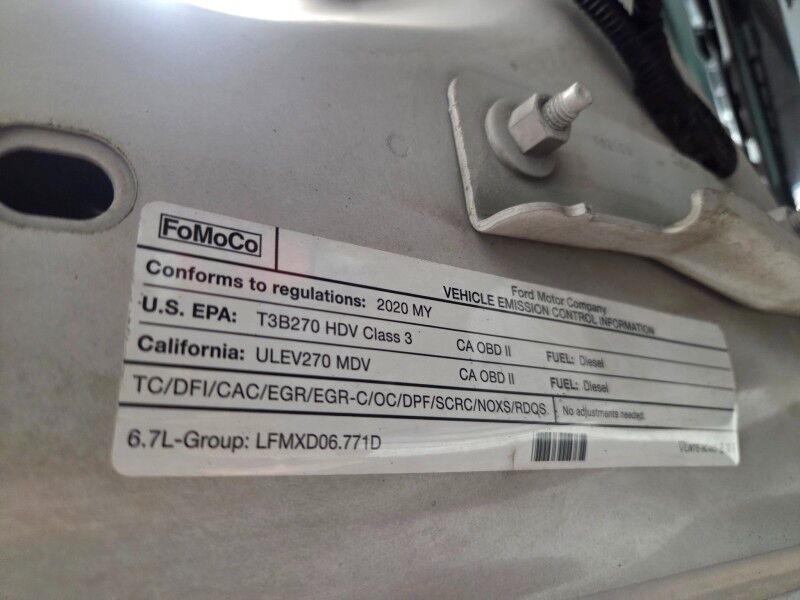 FoMoCo
Ford Motor Company
VEHICLE EMISSION CONTROL INFORMATION
Conforms to regulations: 2020 MY
U.S. EPA: T3B270 HDV Class 3 CA OBD II FUEL: Diesel
California: ULEV270 MDV CA OBD II FUEL: Diesel
TC/DFI/CAC/EGR/EGR-C/OC/DPF/SCRC/NOXS/RDQS No adjustments needed.
6.7L-Group: LFMXD06.771D